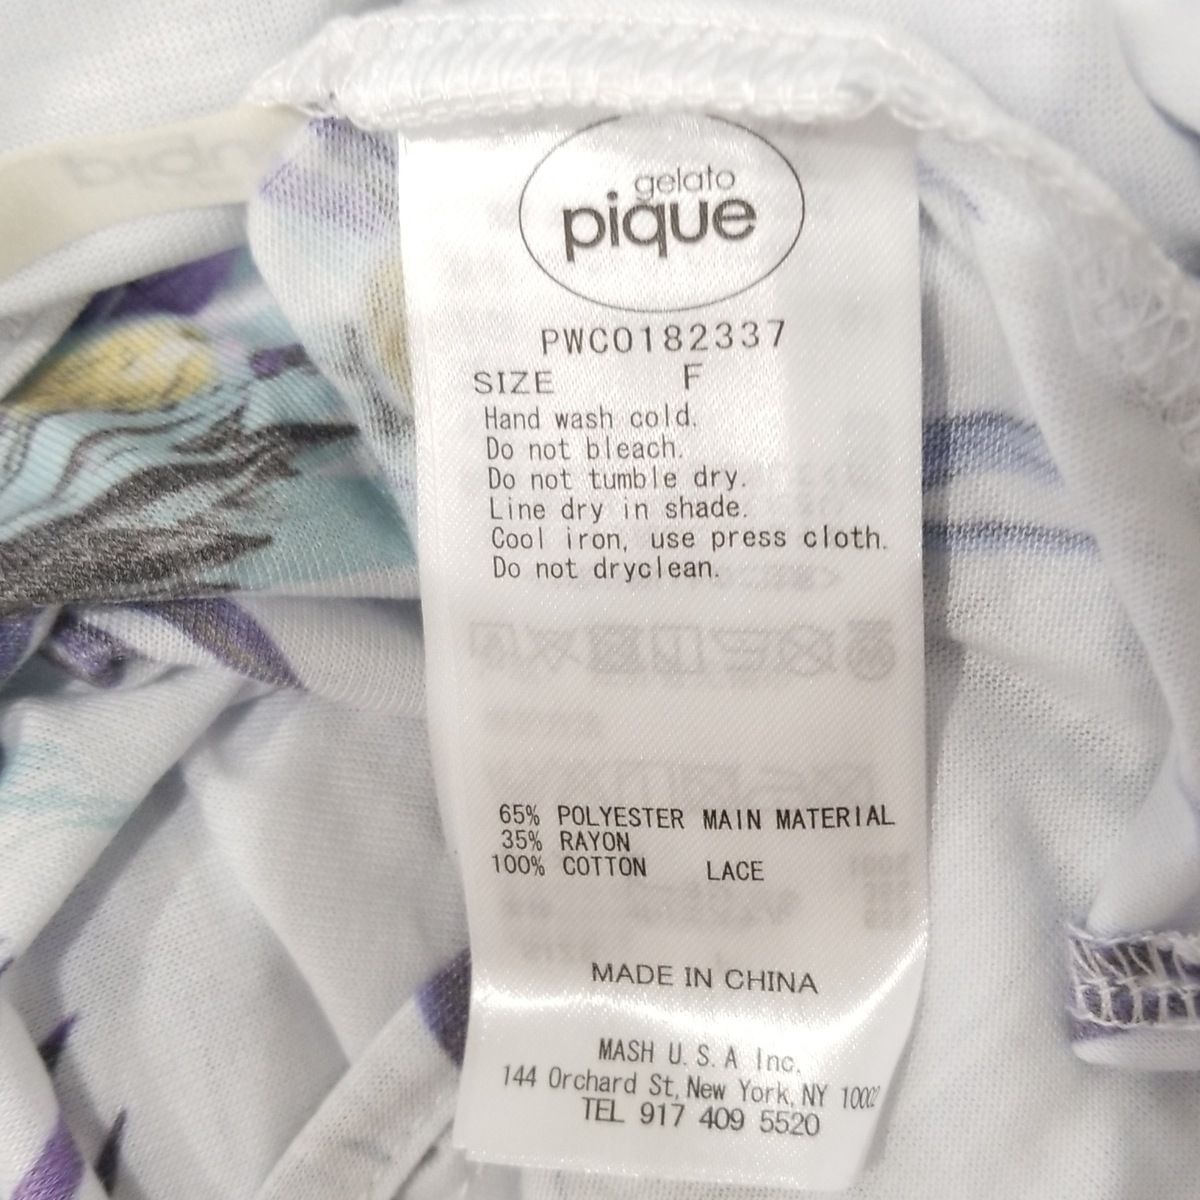 gelato
pique
PWCO182337
SIZE F
Hand wash cold.
Do not bleach.
Do not tumble dry.
Line dry in shade.
Cool iron, use press cloth.
Do not dryclean.
65% POLYESTER MAIN MATERIAL
35% RAYON
100% COTTON LACE
MADE IN CHINA
MASH U.S.A Inc.
144 Orchard St, New York, NY 10002
TEL 917 409 5520